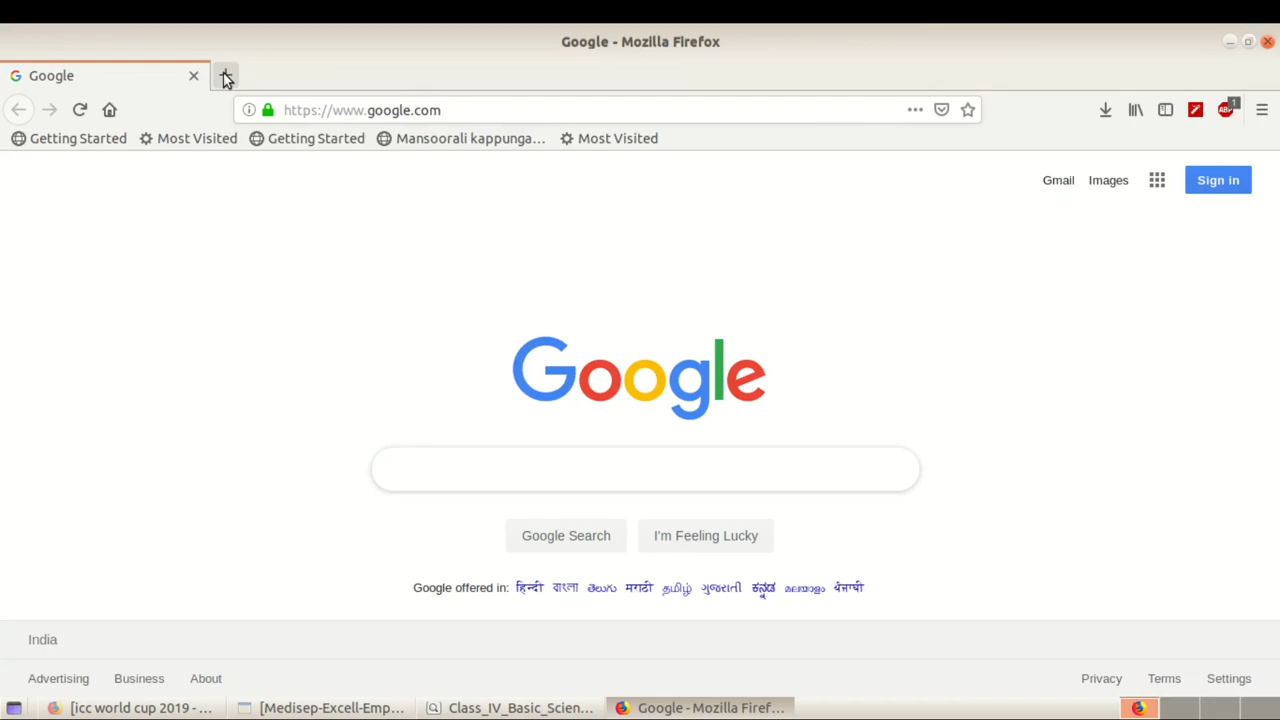 Google - Mozilla Firefox
Google
https://www.google.com
1
Getting Started Most Visited Getting Started Mansoorali kappunga... Most Visited
Gmail Images Sign in
Google
Google Search I'm Feeling Lucky
Google offered in: हिन्दी বাংলা తెలుగు मराठी தமிழ் ગુજરાતી ಕನ್ನಡ മലയാളം ਪੰਜਾਬੀ
India
Advertising Business About Privacy Terms Settings
[icc world cup 2019 - ... [Medisep-Excell-Emp... Class_IV_Basic_Scien... Google - Mozilla Firef...